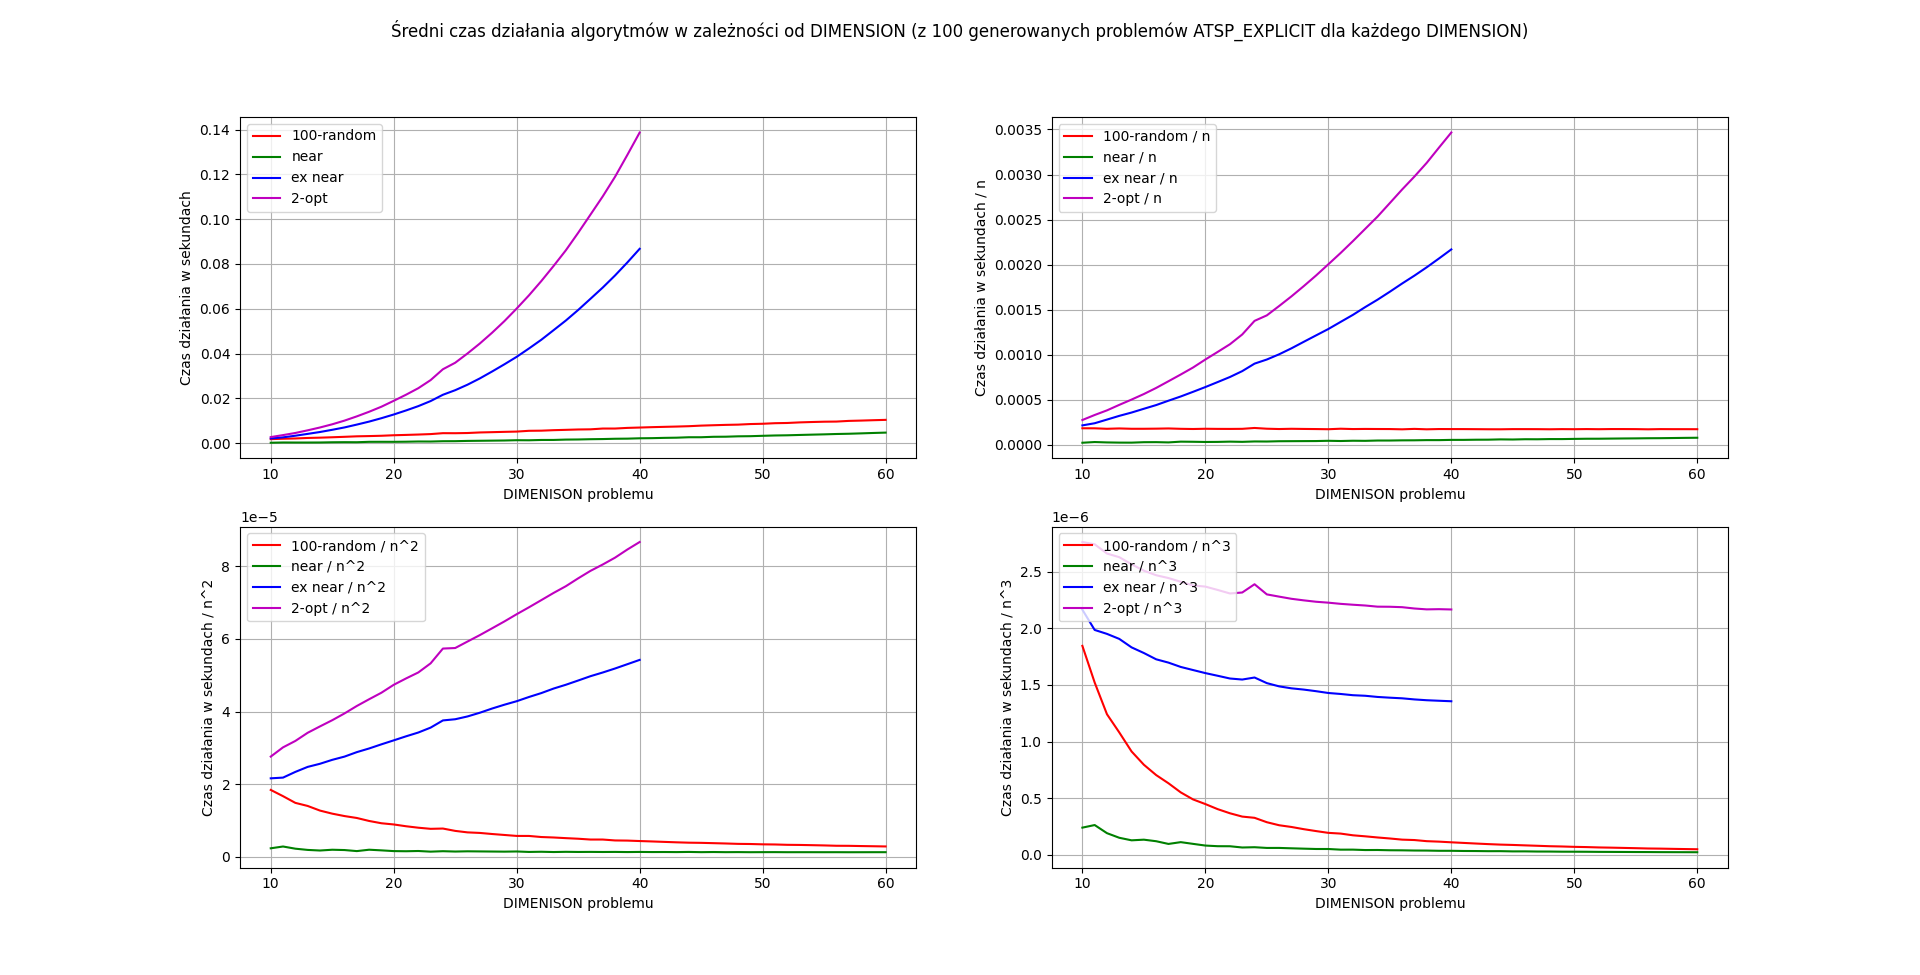 Średni czas działania algorytmów w zależności od DIMENSION (z 100 generowanych problemów ATSP_EXPLICIT dla każdego DIMENSION)
Czas działania w sekundach
0.14
0.12
0.10
0.08
0.06
0.04
0.02
0.00
100-random
near
ex near
2-opt
10 20 30 40 50 60
DIMENISON problemu
Czas działania w sekundach / n
0.0035
0.0030
0.0025
0.0020
0.0015
0.0010
0.0005
0.0000
100-random / n
near / n
ex near / n
2-opt / n
10 20 30 40 50 60
DIMENISON problemu
1e−5
Czas działania w sekundach / n^2
8
6
4
2
0
100-random / n^2
near / n^2
ex near / n^2
2-opt / n^2
10 20 30 40 50 60
DIMENISON problemu
1e−6
Czas działania w sekundach / n^3
2.5
2.0
1.5
1.0
0.5
0.0
100-random / n^3
near / n^3
ex near / n^3
2-opt / n^3
10 20 30 40 50 60
DIMENISON problemu